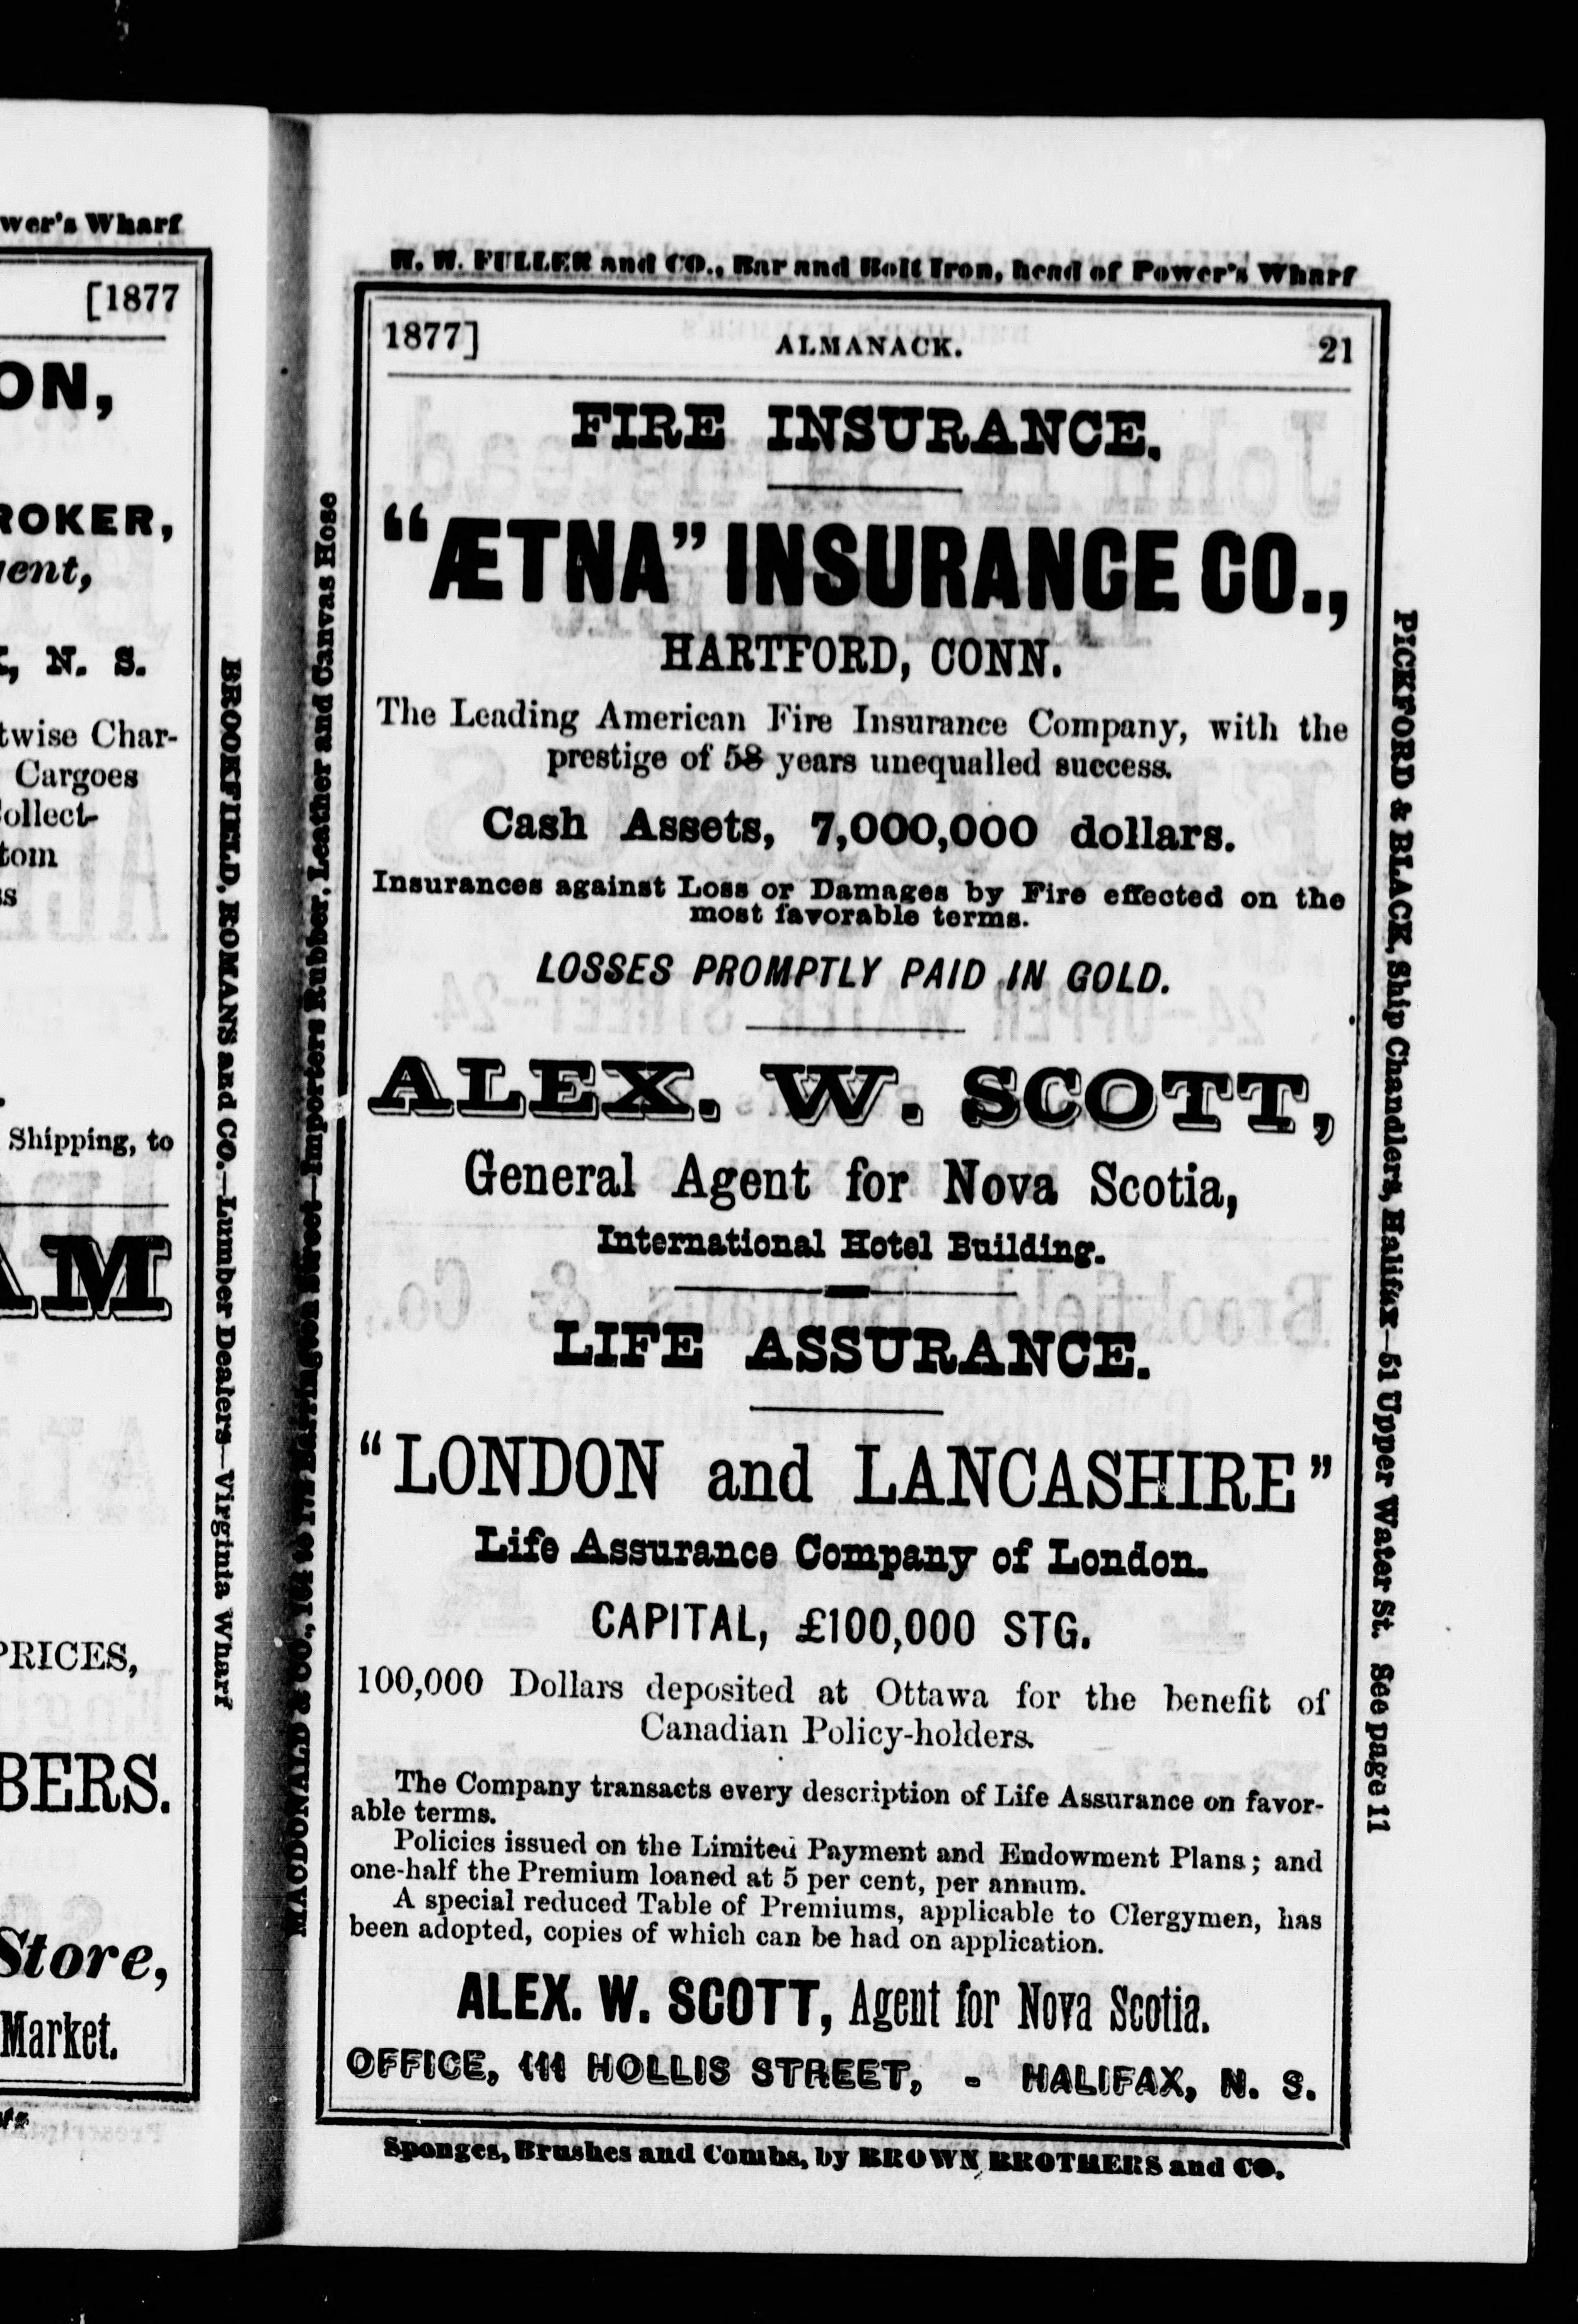 wer's Wharf
[1877
ON,
ROKER,
ent,
N. S.
twise Char-
Cargoes
ollect-
tom
Shipping, to
AM
PRICES,
BERS.
Store,
Market.
BROOKFIELD, ROMANS and CO.—Lumber Dealers—Virginia Wharf
MACDONALD & CO., 162 to 172 Barrington Street—Importers Rubber, Leather and Canvas Hose
W. W. FULLER and CO., Bar and Bolt Iron, head of Power's Wharf
1877] ALMANACK. 21
FIRE INSURANCE.
"ÆTNA" INSURANCE CO.,
HARTFORD, CONN.
The Leading American Fire Insurance Company, with the
prestige of 58 years unequalled success.
Cash Assets, 7,000,000 dollars.
Insurances against Loss or Damages by Fire effected on the
most favorable terms.
LOSSES PROMPTLY PAID IN GOLD.
ALEX. W. SCOTT,
General Agent for Nova Scotia,
International Hotel Building.
LIFE ASSURANCE.
"LONDON and LANCASHIRE"
Life Assurance Company of London.
CAPITAL, £100,000 STG.
100,000 Dollars deposited at Ottawa for the benefit of
Canadian Policy-holders.
The Company transacts every description of Life Assurance on favor-
able terms.
Policies issued on the Limited Payment and Endowment Plans; and
one-half the Premium loaned at 5 per cent, per annum.
A special reduced Table of Premiums, applicable to Clergymen, has
been adopted, copies of which can be had on application.
ALEX. W. SCOTT, Agent for Nova Scotia.
OFFICE, 111 HOLLIS STREET, - HALIFAX, N. S.
Sponges, Brushes and Combs, by BROWN BROTHERS and CO.
PICKFORD & BLACK, Ship Chandlers, Halifax—51 Upper Water St. See page 11